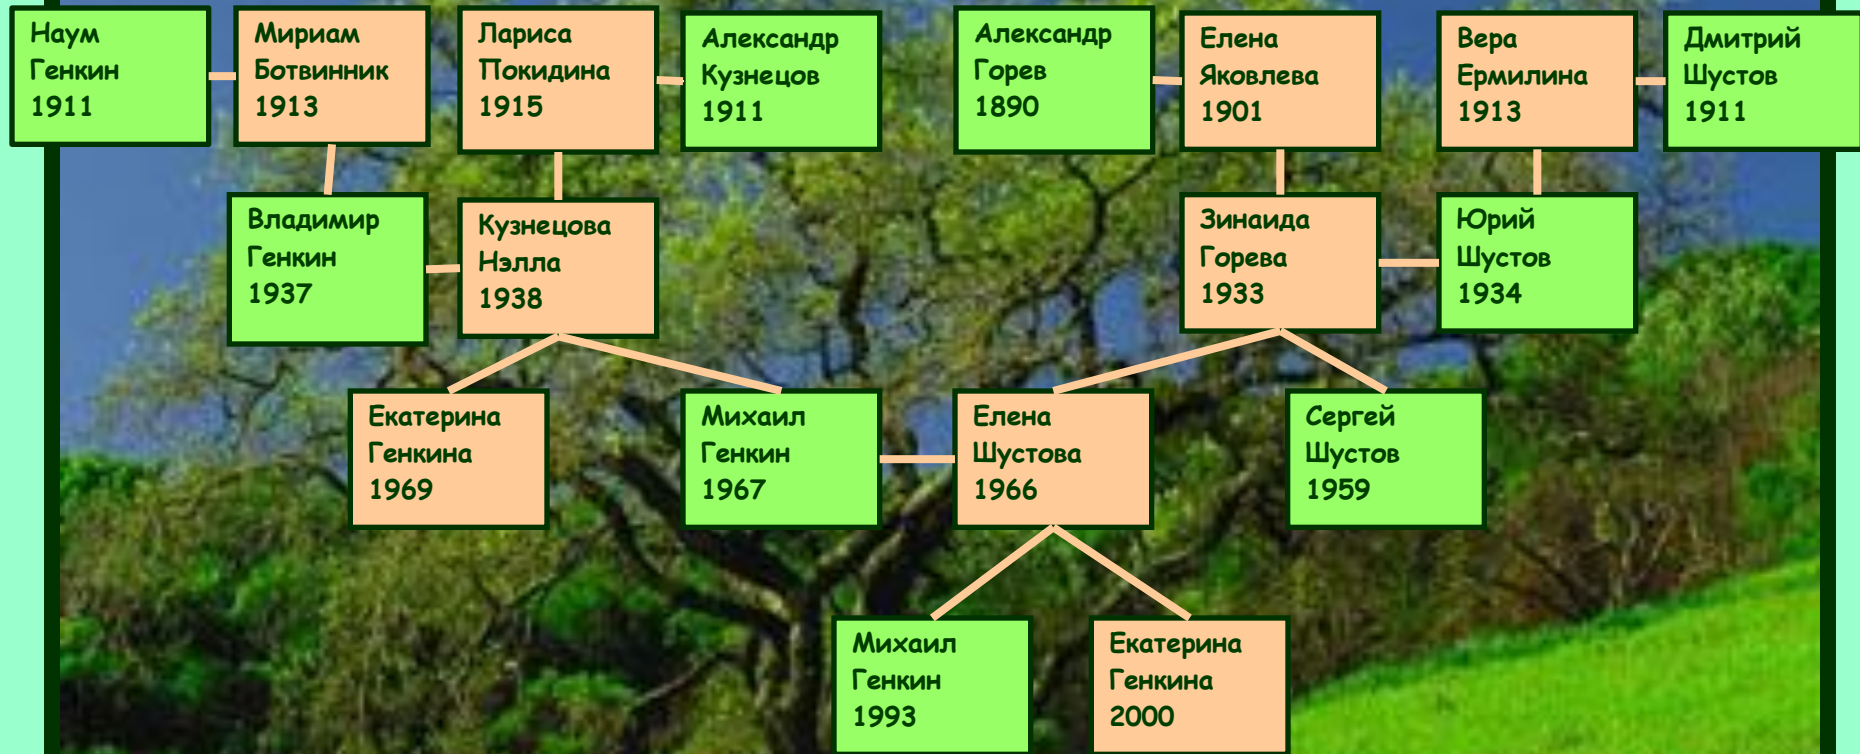 Наум
Генкин
1911
Мириам
Ботвинник
1913
Лариса
Покидина
1915
Александр
Кузнецов
1911
Александр
Горев
1890
Елена
Яковлева
1901
Вера
Ермилина
1913
Дмитрий
Шустов
1911
Владимир
Генкин
1937
Кузнецова
Нэлла
1938
Зинаида
Горева
1933
Юрий
Шустов
1934
Екатерина
Генкина
1969
Михаил
Генкин
1967
Елена
Шустова
1966
Сергей
Шустов
1959
Михаил
Генкин
1993
Екатерина
Генкина
2000